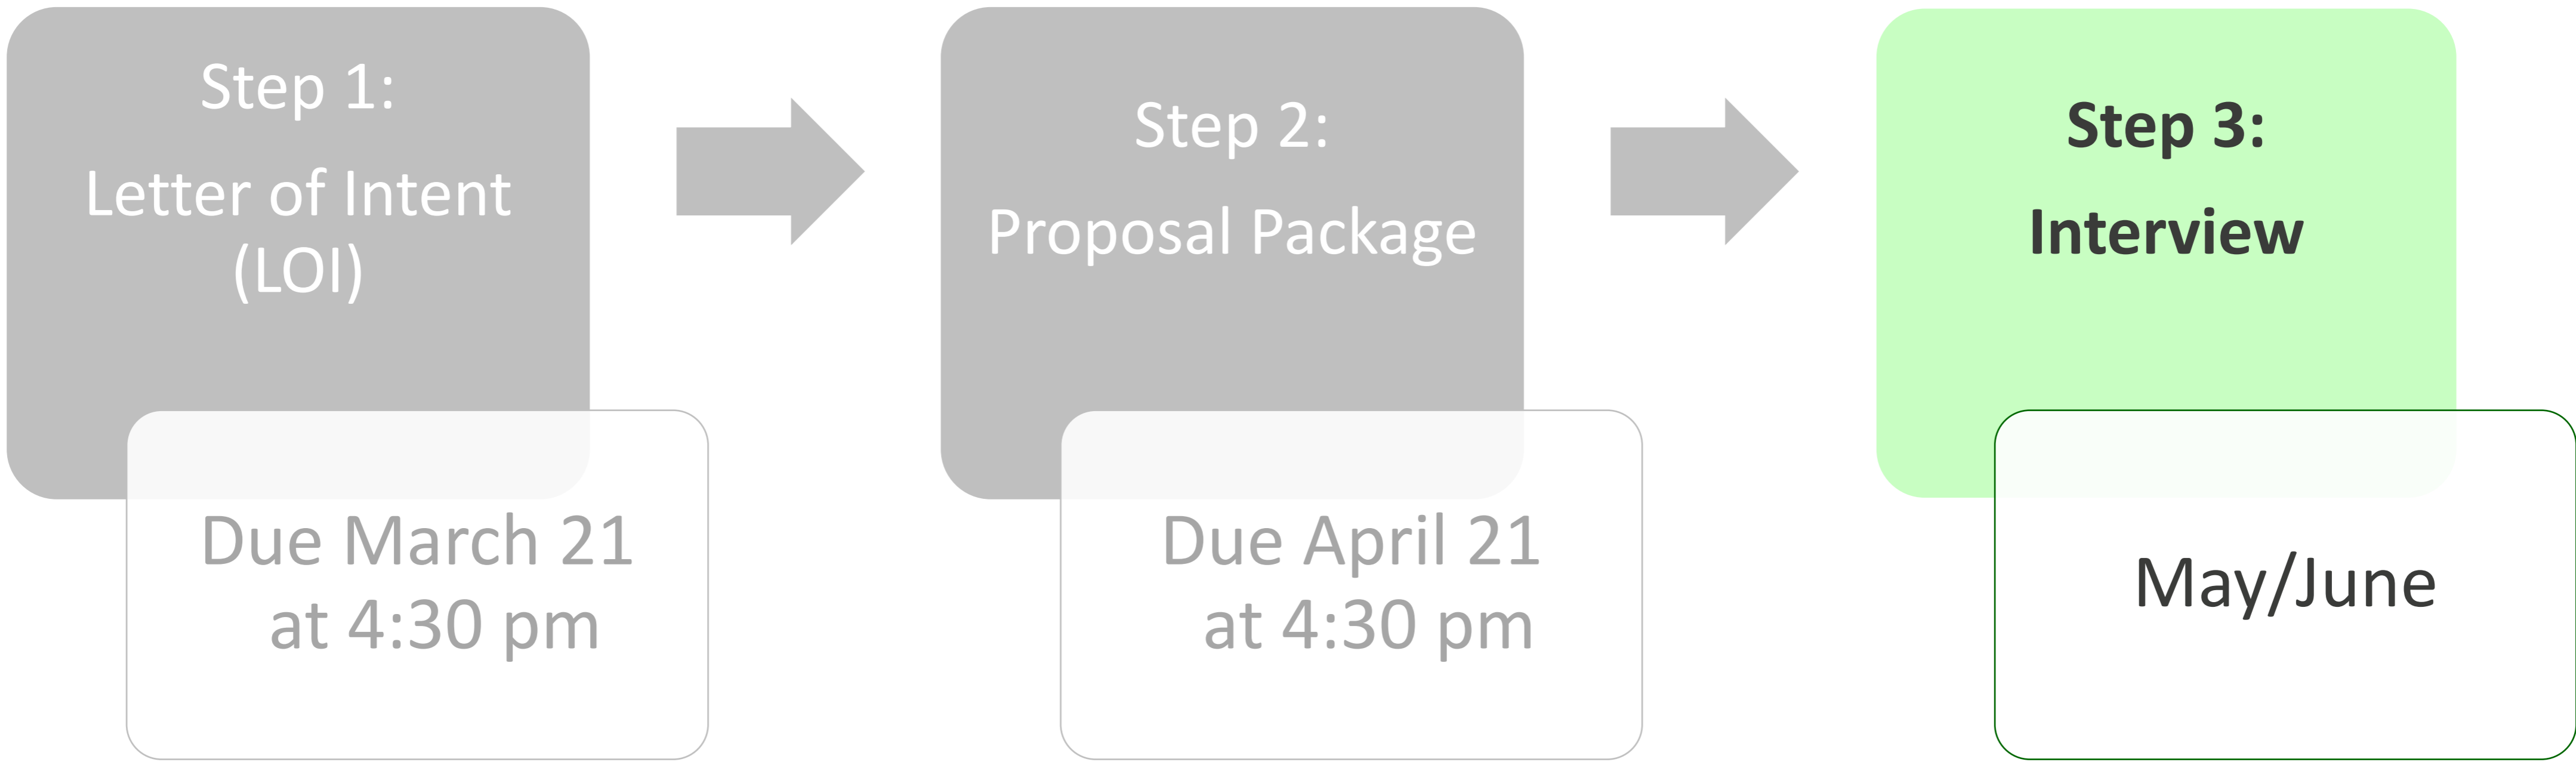 Step 1:
Letter of Intent
(LOI)
Due March 21
at 4:30 pm
Step 2:
Proposal Package
Due April 21
at 4:30 pm
Step 3:
Interview
May/June